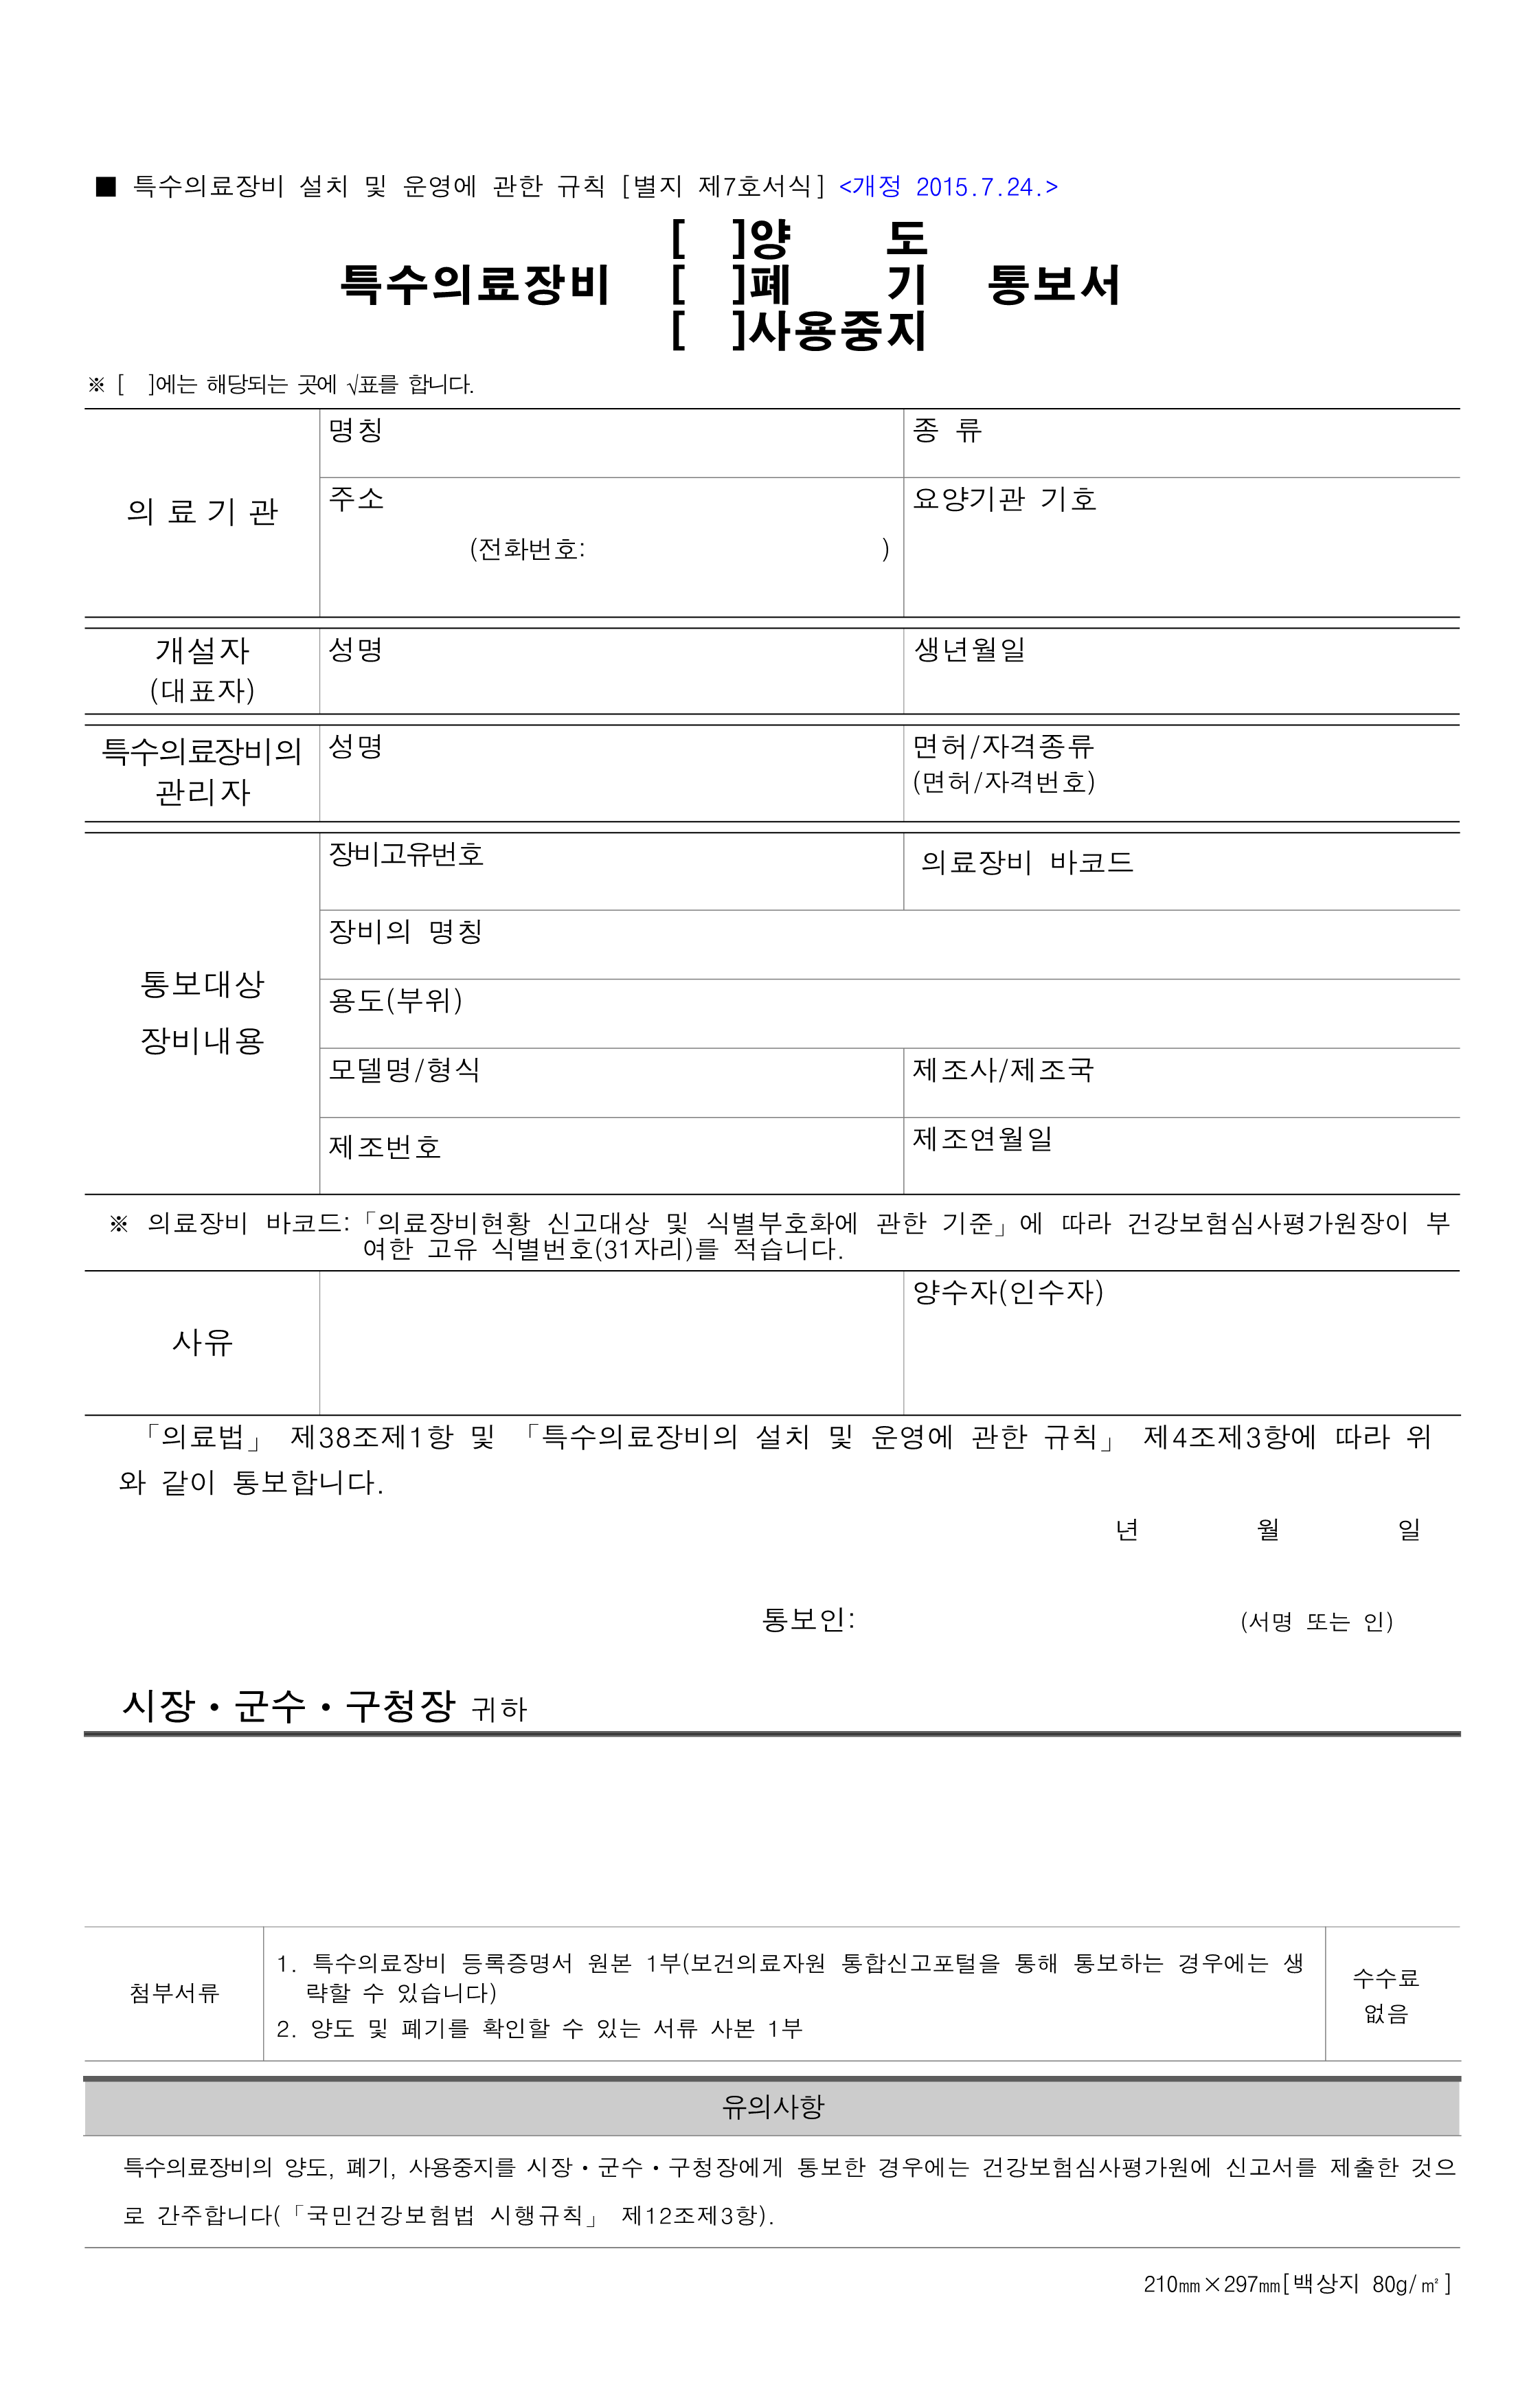 ■ 특수의료장비 설치 및 운영에 관한 규칙 [별지 제7호서식] <개정 2015.7.24.>
[ ]양 도
특수의료장비 [ ]폐 기 통보서
[ ]사용중지
※ [ ]에는 해당되는 곳에 √표를 합니다.
의 료 기 관
명칭
종 류
주소
(전화번호: )
요양기관 기호
개설자
(대표자)
성명
생년월일
특수의료장비의
관리자
성명
면허/자격종류
(면허/자격번호)
통보대상
장비내용
장비고유번호
의료장비 바코드
장비의 명칭
용도(부위)
모델명/형식
제조사/제조국
제조번호
제조연월일
※ 의료장비 바코드:「의료장비현황 신고대상 및 식별부호화에 관한 기준」에 따라 건강보험심사평가원장이 부
여한 고유 식별번호(31자리)를 적습니다.
사유
양수자(인수자)
「의료법」 제38조제1항 및 「특수의료장비의 설치 및 운영에 관한 규칙」 제4조제3항에 따라 위
와 같이 통보합니다.
년 월 일
통보인: (서명 또는 인)
시장·군수·구청장 귀하
첨부서류
1. 특수의료장비 등록증명서 원본 1부(보건의료자원 통합신고포털을 통해 통보하는 경우에는 생
략할 수 있습니다)
2. 양도 및 폐기를 확인할 수 있는 서류 사본 1부
수수료
없음
유의사항
특수의료장비의 양도, 폐기, 사용중지를 시장·군수·구청장에게 통보한 경우에는 건강보험심사평가원에 신고서를 제출한 것으
로 간주합니다(「국민건강보험법 시행규칙」 제12조제3항).
210㎜×297㎜[백상지 80g/㎡]